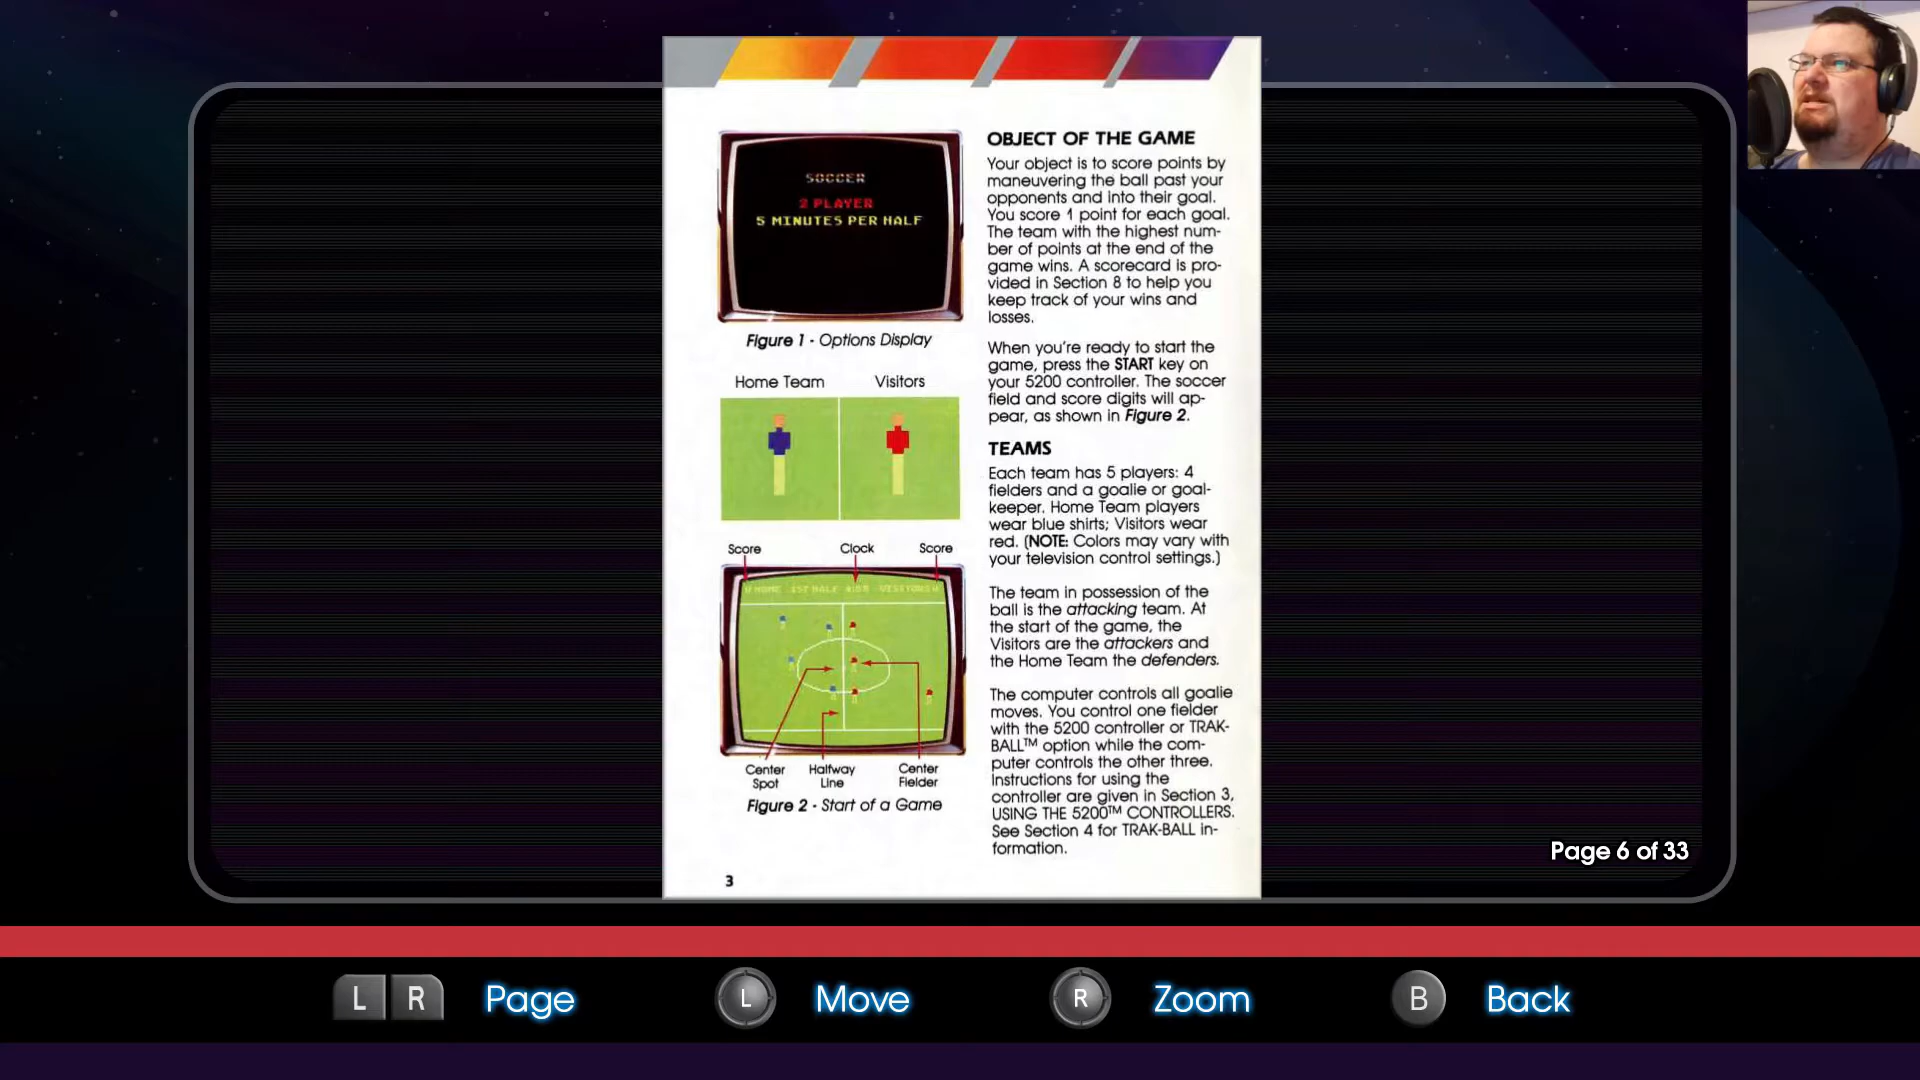 SOCCER
2 PLAYER
5 MINUTES PER HALF
Figure 1 - Options Display
Home Team
Visitors
Score
Clock
Score
Center
Spot
Halfway
Line
Center
Fielder
Figure 2 - Start of a Game
3
OBJECT OF THE GAME
Your object is to score points by
maneuvering the ball past your
opponents and into their goal.
You score 1 point for each goal.
The team with the highest num-
ber of points at the end of the
game wins. A scorecard is pro-
vided in Section 8 to help you
keep track of your wins and
losses.
When you're ready to start the
game, press the START key on
your 5200 controller. The soccer
field and score digits will ap-
pear, as shown in Figure 2.
TEAMS
Each team has 5 players: 4
fielders and a goalie or goal-
keeper. Home Team players
wear blue shirts; Visitors wear
red. (NOTE: Colors may vary with
your television control settings.)
The team in possession of the
ball is the attacking team. At
the start of the game, the
Visitors are the attackers and
the Home Team the defenders.
The computer controls all goalie
moves. You control one fielder
with the 5200 controller or TRAK-
BALL™ option while the com-
puter controls the other three.
Instructions for using the
controller are given in Section 3,
USING THE 5200™ CONTROLLERS.
See Section 4 for TRAK-BALL in-
formation.
Page 6 of 33
L R Page
L Move
R Zoom
B Back